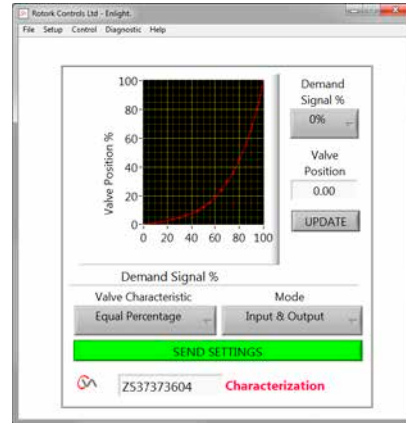 Rotork Controls Ltd - Enlight.
File Setup Control Diagnostic Help
100
80
60
40
20
0
Valve Position %
0 20 40 60 80 100
Demand Signal %
Demand
Signal %
0%
Valve
Position
0.00
UPDATE
Valve Characteristic
Equal Percentage
Mode
Input & Output
SEND SETTINGS
ZS37373604
Characterization